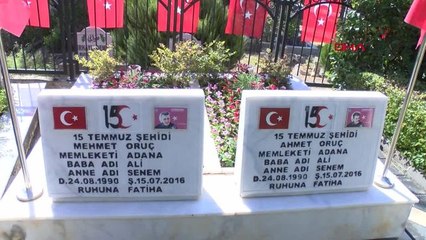 15
15 TEMMUZ ŞEHİDİ
MEHMET ORUÇ
MEMLEKETİ ADANA
BABA ADI ALİ
ANNE ADI SENEM
D.24.08.1990 Ş.15.07.2016
RUHUNA FATİHA
15
15 TEMMUZ ŞEHİDİ
AHMET ORUÇ
MEMLEKETİ ADANA
BABA ADI ALİ
ANNE ADI SENEM
D.24.08.1990 Ş.15.07.2016
RUHUNA FATİHA